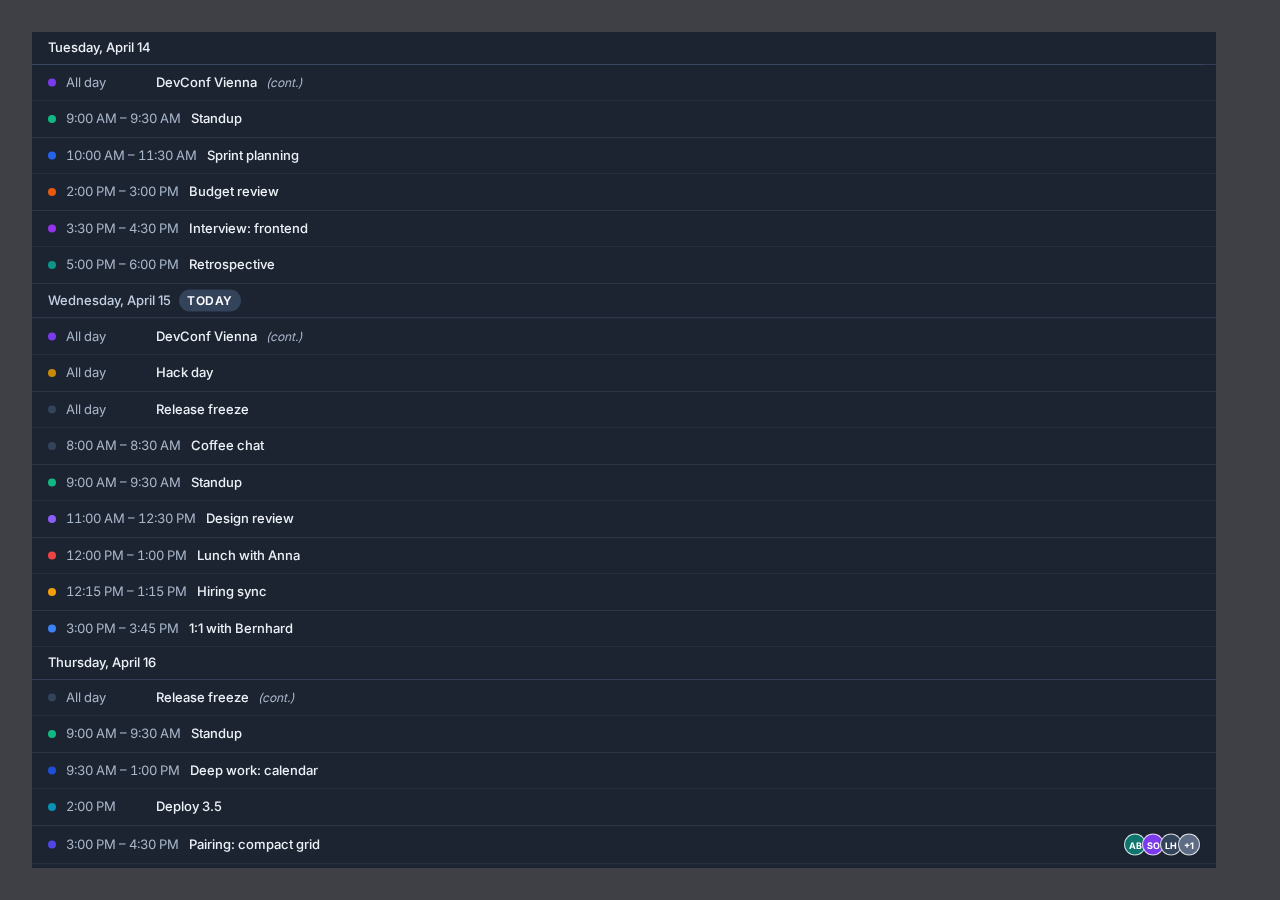 Tuesday, April 14
All day DevConf Vienna (cont.)
9:00 AM – 9:30 AM Standup
10:00 AM – 11:30 AM Sprint planning
2:00 PM – 3:00 PM Budget review
3:30 PM – 4:30 PM Interview: frontend
5:00 PM – 6:00 PM Retrospective
Wednesday, April 15 TODAY
All day DevConf Vienna (cont.)
All day Hack day
All day Release freeze
8:00 AM – 8:30 AM Coffee chat
9:00 AM – 9:30 AM Standup
11:00 AM – 12:30 PM Design review
12:00 PM – 1:00 PM Lunch with Anna
12:15 PM – 1:15 PM Hiring sync
3:00 PM – 3:45 PM 1:1 with Bernhard
Thursday, April 16
All day Release freeze (cont.)
9:00 AM – 9:30 AM Standup
9:30 AM – 1:00 PM Deep work: calendar
2:00 PM Deploy 3.5
3:00 PM – 4:30 PM Pairing: compact grid AB SO LH +1